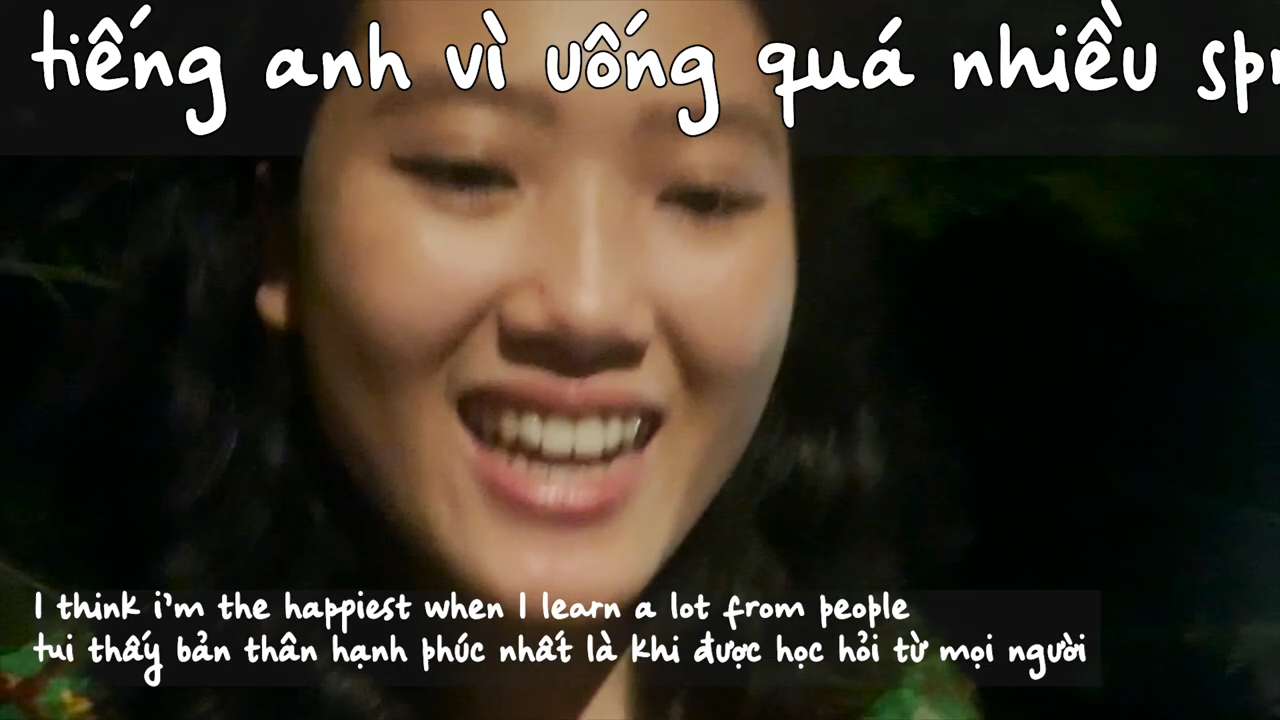 tiếng anh vì uống quá nhiều
I think i'm the happiest when I learn a lot from people
tui thấy bản thân hạnh phúc nhất là khi được học hỏi từ mọi người